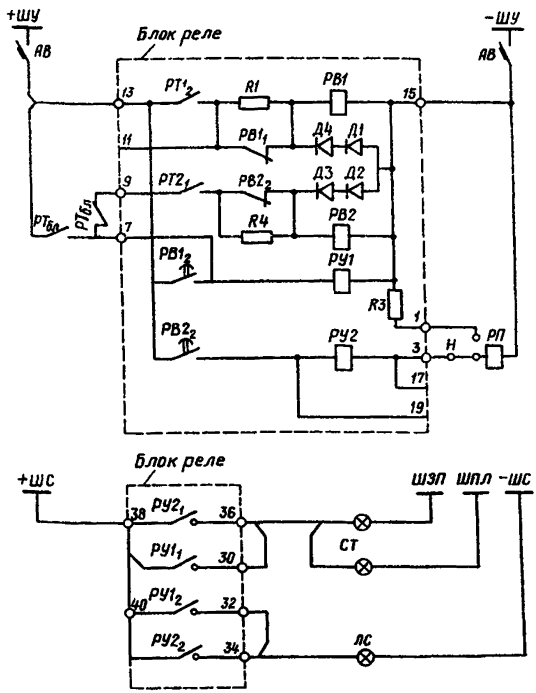 +ШУ
-ШУ
Блок реле
АВ
АВ
13
РТ1₂
R1
РВ1
15
11
РВ1₁
Д4
Д1
9
РТ2₁
РВ2₂
Д3
Д2
РТбл
РТбл
7
R4
РВ2
РВ1₂
РУ1
R3
1
РВ2₂
РУ2
3
Н
РП
17
19
Блок реле
+ШС
ШЗП
ШПЛ
-ШС
38
РУ2₁
36
РУ1₁
30
СТ
40
РУ1₂
32
РУ2₂
34
ЛС